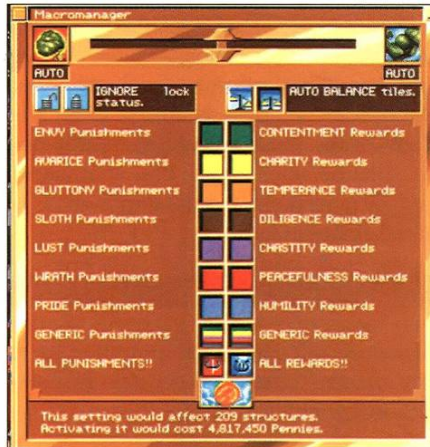 Macromanager
AUTO
AUTO
IGNORE lock
status.
AUTO BALANCE tiles.
ENVY Punishments
CONTENTMENT Rewards
AVARICE Punishments
CHARITY Rewards
GLUTTONY Punishments
TEMPERANCE Rewards
SLOTH Punishments
DILIGENCE Rewards
LUST Punishments
CHASTITY Rewards
WRATH Punishments
PEACEFULNESS Rewards
PRIDE Punishments
HUMILITY Rewards
GENERIC Punishments
GENERIC Rewards
ALL PUNISHMENTS!!
ALL REWARDS!!
This setting would affect 209 structures.
Activating it would cost 4,817,450 Pennies.